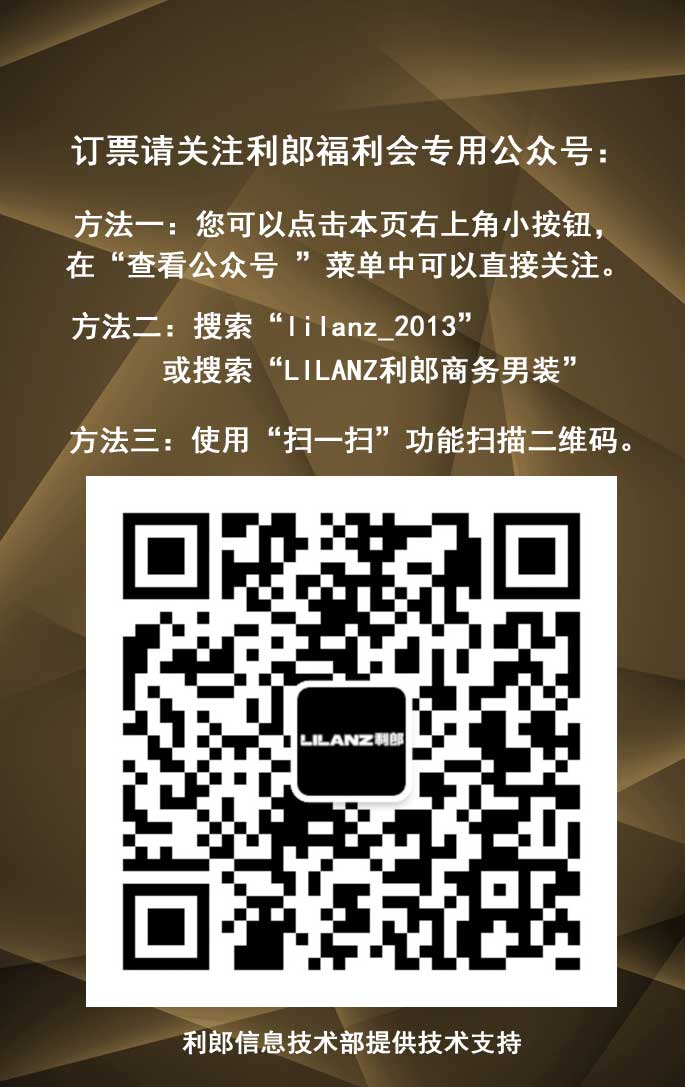 订票请关注利郎福利会专用公众号：
方法一：您可以点击本页右上角小按钮，
在“查看公众号 ”菜单中可以直接关注。
方法二：搜索“lilanz_2013”
或搜索“LILANZ利郎商务男装”
方法三：使用“扫一扫”功能扫描二维码。
LILANZ利郎
利郎信息技术部提供技术支持